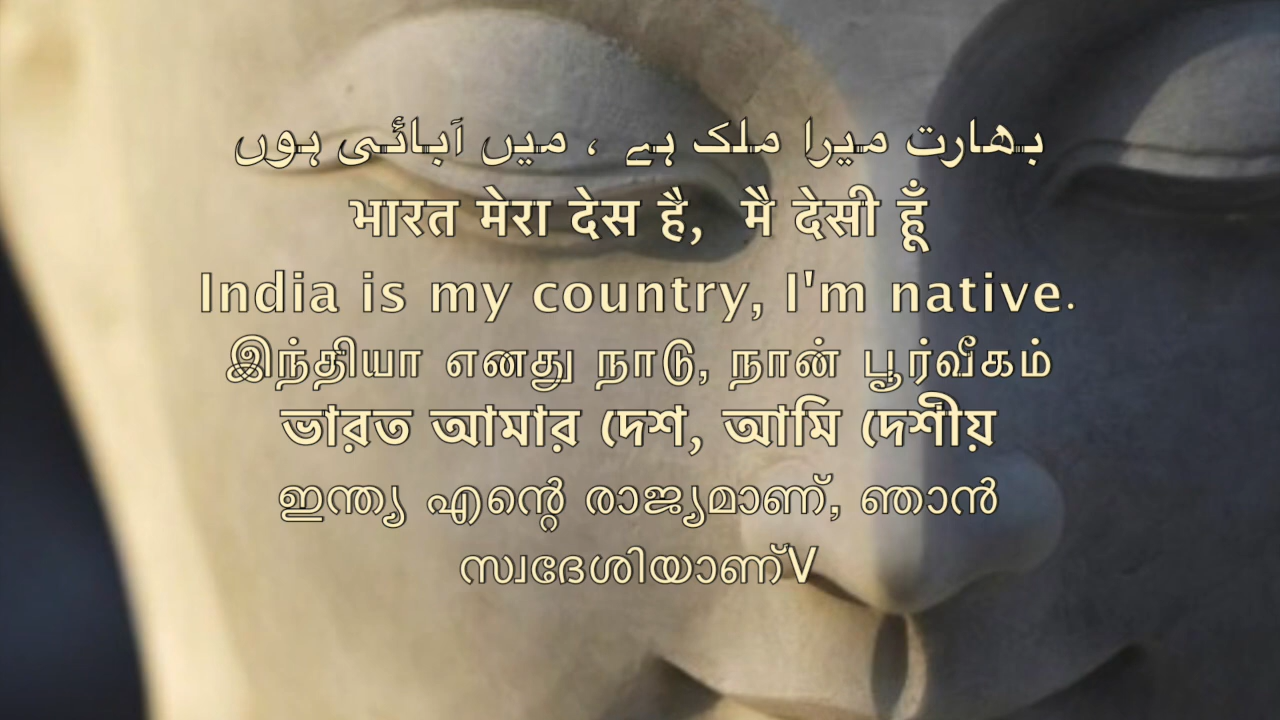 بھارت میرا ملک ہے ، میں آبائی ہوں
भारत मेरा देस है, मै देसी हूँ
India is my country, I'm native.
இந்தியா எனது நாடு, நான் பூர்வீகம்
ভারত আমার দেশ, আমি দেশীয়
ഇന്ത്യ എന്റെ രാജ്യമാണ്, ഞാൻ
സ്വദേശിയാണ്V